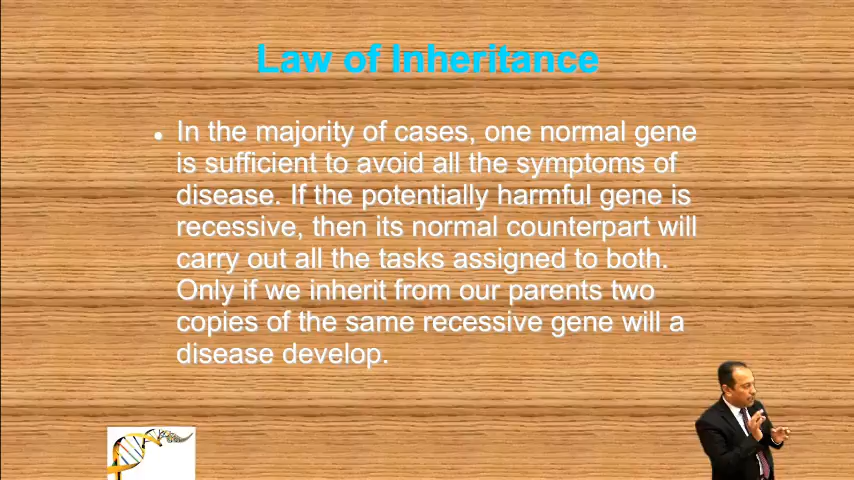 Law of Inheritance
• In the majority of cases, one normal gene
is sufficient to avoid all the symptoms of
disease. If the potentially harmful gene is
recessive, then its normal counterpart will
carry out all the tasks assigned to both.
Only if we inherit from our parents two
copies of the same recessive gene will a
disease develop.